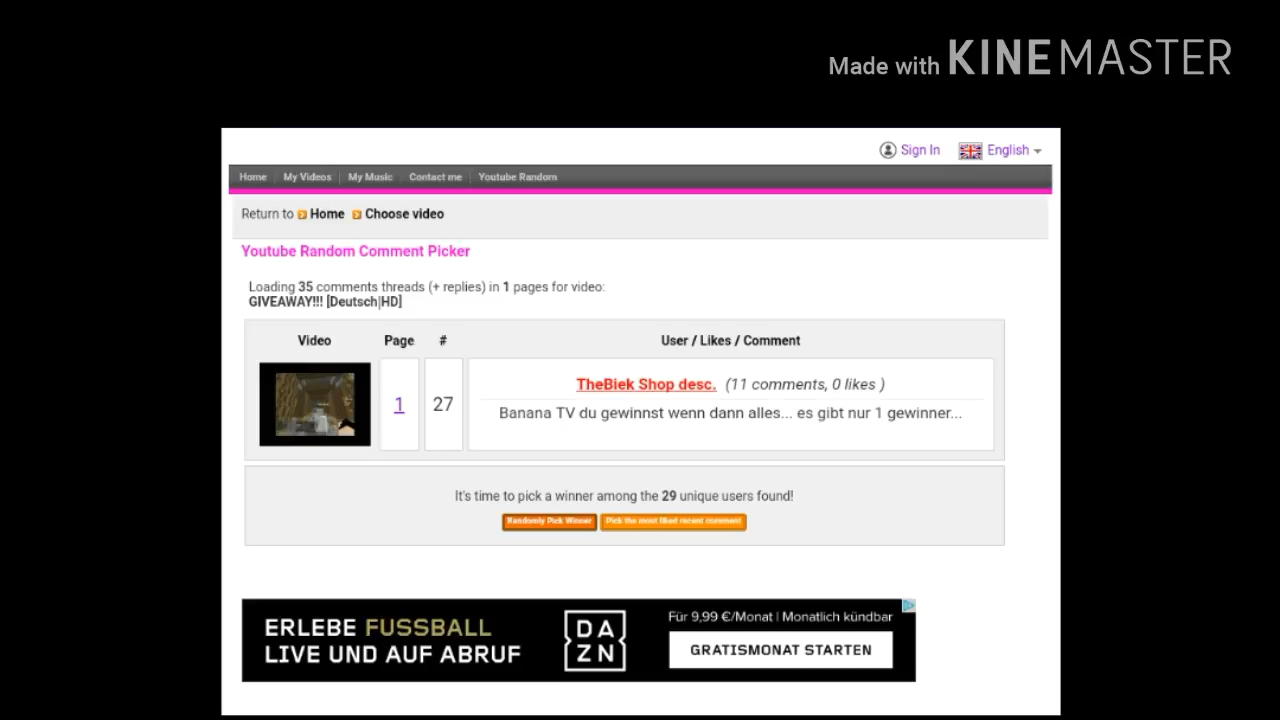 Made with KINEMASTER
Sign In English
Home My Videos My Music Contact me Youtube Random
Return to Home Choose video
Youtube Random Comment Picker
Loading 35 comments threads (+ replies) in 1 pages for video:
GIVEAWAY!!! [Deutsch|HD]
Video Page # User / Likes / Comment
1 27 TheBiek Shop desc. (11 comments, 0 likes )
Banana TV du gewinnst wenn dann alles... es gibt nur 1 gewinner...
It's time to pick a winner among the 29 unique users found!
Randomly Pick Winner Pick the most liked recent comment
ERLEBE FUSSBALL
LIVE UND AUF ABRUF
DA
ZN
Für 9,99 €/Monat | Monatlich kündbar
GRATISMONAT STARTEN